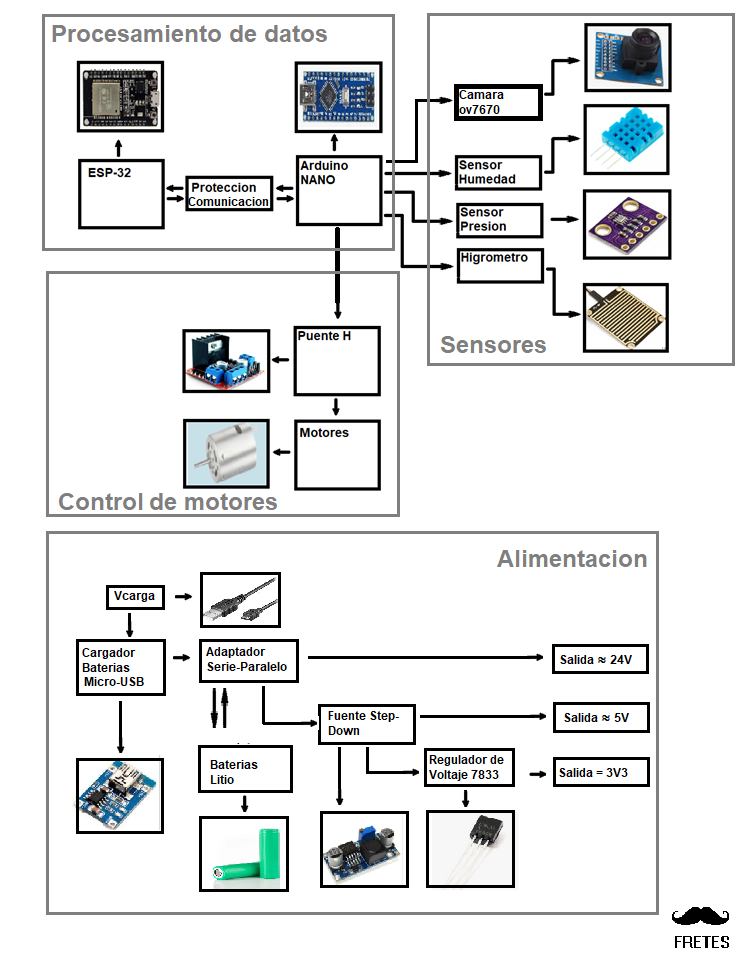 Procesamiento de datos
ESP-32
Proteccion
Comunicacion
Arduino
NANO
Camara
ov7670
Sensor
Humedad
Sensor
Presion
Higrometro
Sensores
Puente H
Motores
Control de motores
Alimentacion
Vcarga
Cargador
Baterias
Micro-USB
Adaptador
Serie-Paralelo
Salida ≈ 24V
Fuente Step-
Down
Salida ≈ 5V
Baterias
Litio
Regulador de
Voltaje 7833
Salida = 3V3
FRETES